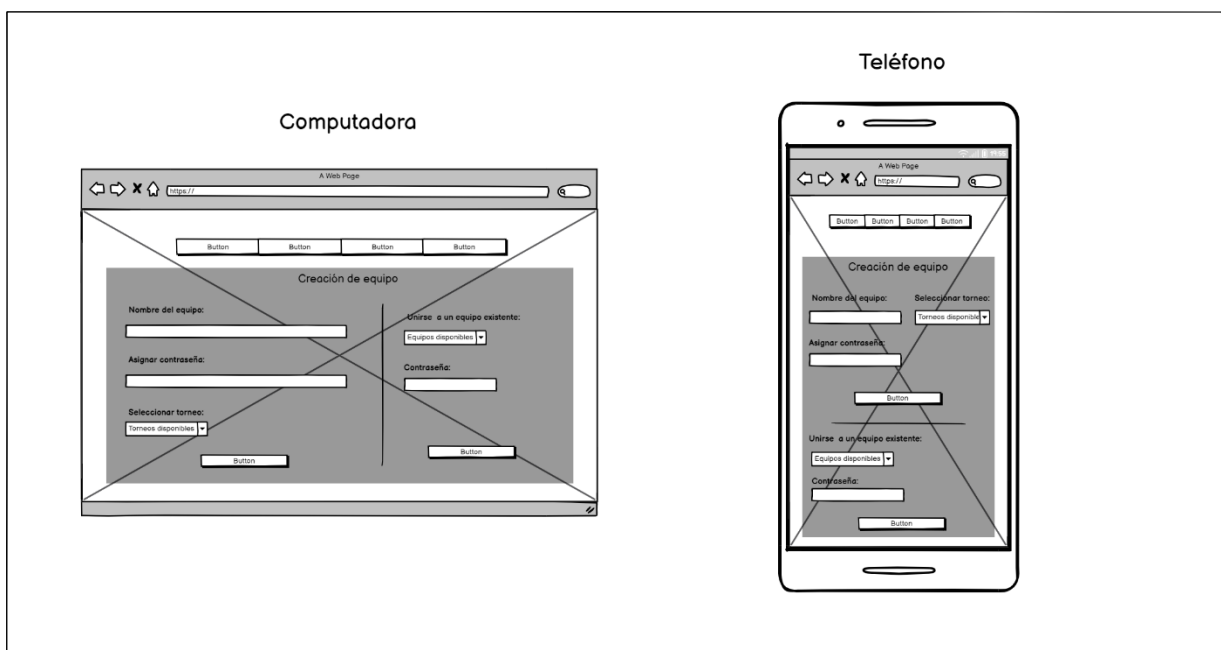 Computadora
A Web Page
https://
Button Button Button Button
Creación de equipo
Nombre del equipo:
Asignar contraseña:
Seleccionar torneo:
Torneos disponibles
Button
Unirse a un equipo existente:
Equipos disponibles
Contraseña:
Button
Teléfono
A Web Page
https://
Button Button Button Button
Creación de equipo
Nombre del equipo:
Seleccionar torneo:
Torneos disponible
Asignar contraseña:
Button
Unirse a un equipo existente:
Equipos disponibles
Contraseña:
Button